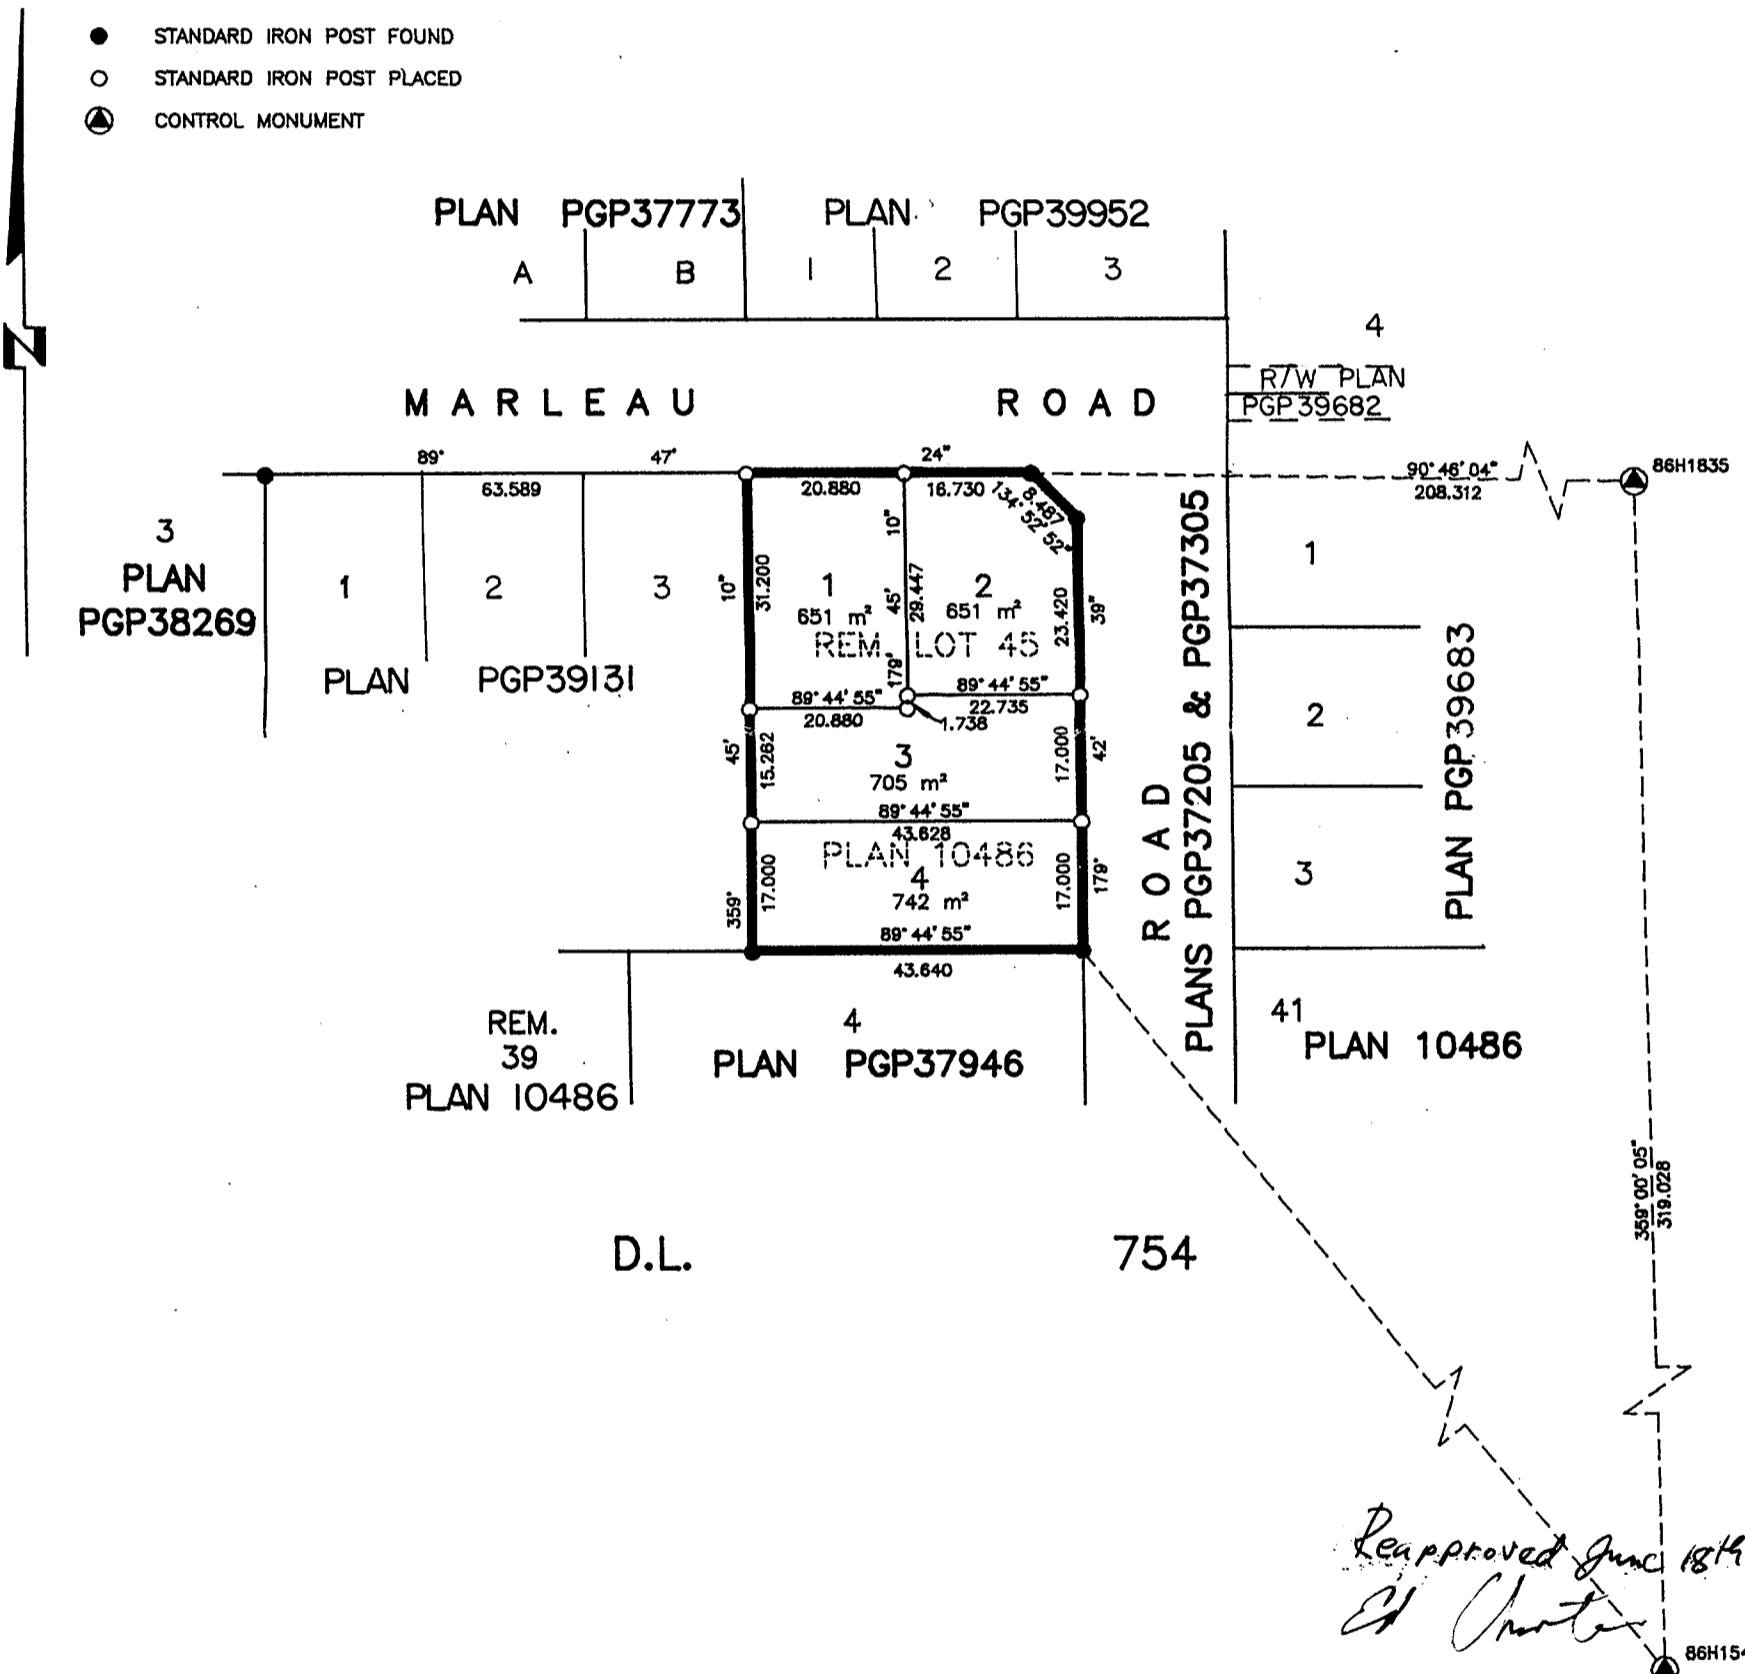 STANDARD IRON POST FOUND
STANDARD IRON POST PLACED
CONTROL MONUMENT
PLAN PGP37773
PLAN PGP39952
A B 1 2 3
4
R/W PLAN
PGP39682
MARLEAU ROAD
N
89° 47' 24"
63.589 20.880 16.730
8.487
134° 52' 52"
90° 46' 04"
208.312
86H1835
3
PLAN
PGP38269
1 2 3
PLAN PGP39131
359° 45' 10"
31.200
15.262
17.000
1
651 m²
179° 45' 10"
29.447
2
651 m²
REM. LOT 45
23.420
17.000
17.000
179° 42' 39"
89° 44' 55"
20.880
89° 44' 55"
22.735
1.738
3
705 m²
89° 44' 55"
43.628
PLAN 10486
4
742 m²
89° 44' 55"
43.640
ROAD
PLANS PGP37205 & PGP37305
1
2
3
PLAN PGP39683
41
PLAN 10486
REM.
39
PLAN 10486
4
PLAN PGP37946
359° 00' 05"
319.028
D.L. 754
Reapproved June 18th
Ed
86H154